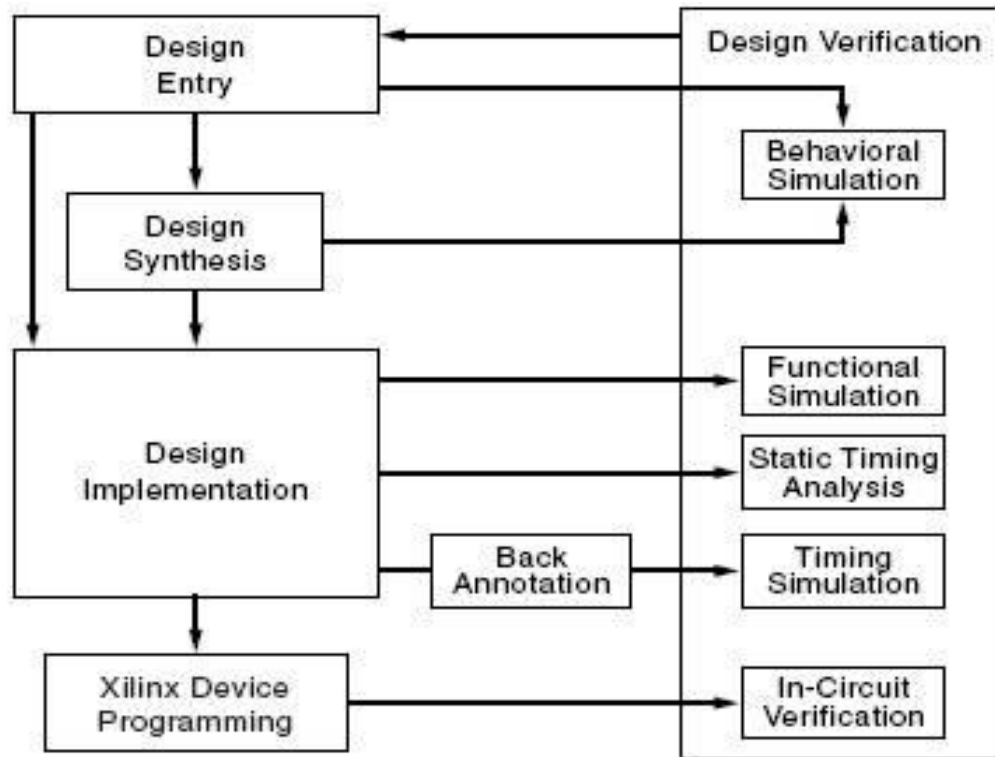 Design
Entry
Design Verification
Behavioral
Simulation
Design
Synthesis
Functional
Simulation
Design
Implementation
Static Timing
Analysis
Back
Annotation
Timing
Simulation
Xilinx Device
Programming
In-Circuit
Verification